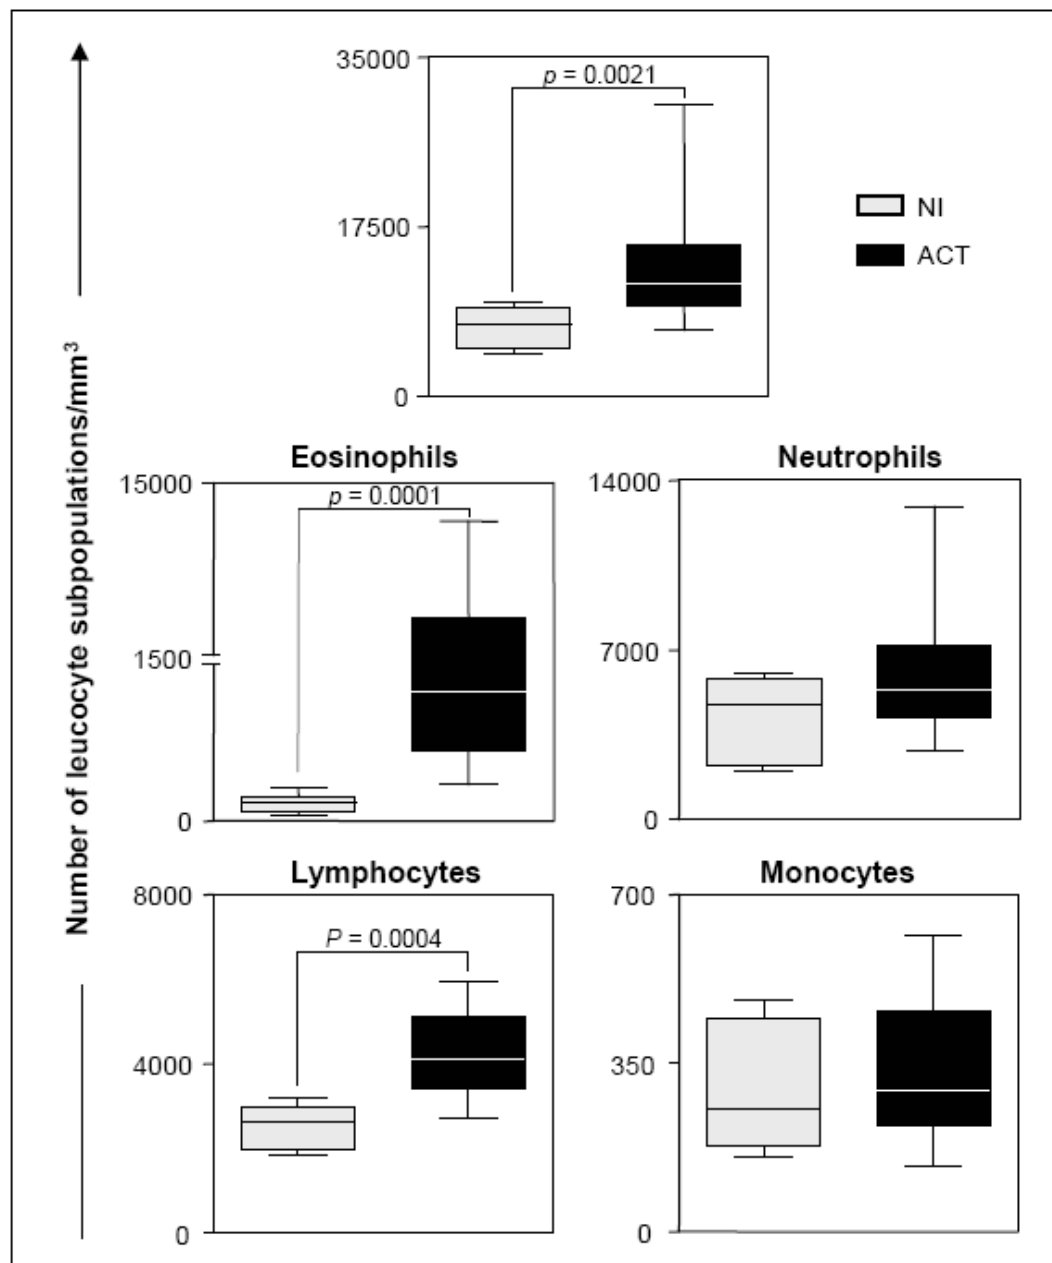 35000
p = 0.0021
17500
0
NI
ACT
Number of leucocyte subpopulations/mm³
Eosinophils
15000
p = 0.0001
1500
0
Neutrophils
14000
7000
0
Lymphocytes
8000
P = 0.0004
4000
0
Monocytes
700
350
0